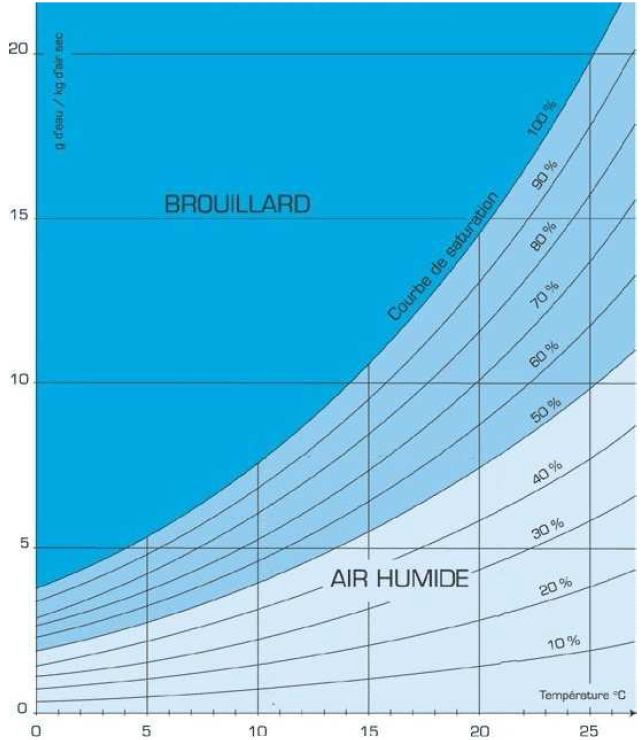 20
g d'eau / kg d'air sec
BROUILLARD
15
Courbe de saturation
100 %
90 %
80 %
70 %
10
60 %
50 %
40 %
5
AIR HUMIDE
30 %
20 %
10 %
Température °C
0
0 5 10 15 20 25